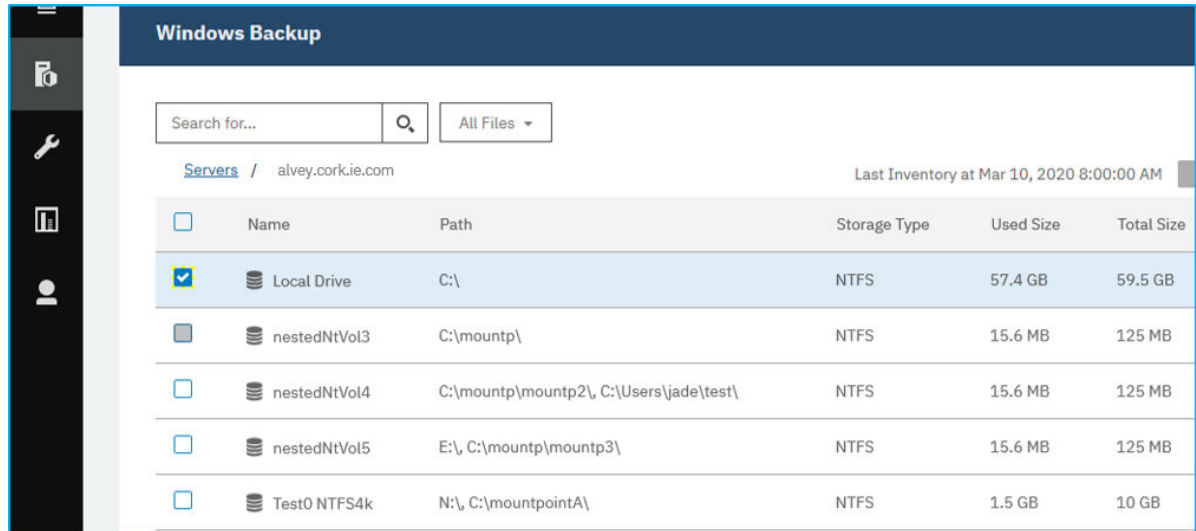 Windows Backup
Search for...
All Files
Servers / alvey.cork.ie.com
Last Inventory at Mar 10, 2020 8:00:00 AM
Name Path Storage Type Used Size Total Size
Local Drive C:\ NTFS 57.4 GB 59.5 GB
nestedNtVol3 C:\mountp\ NTFS 15.6 MB 125 MB
nestedNtVol4 C:\mountp\mountp2\, C:\Users\jade\test\ NTFS 15.6 MB 125 MB
nestedNtVol5 E:\, C:\mountp\mountp3\ NTFS 15.6 MB 125 MB
Test0 NTFS4k N:\, C:\mountpointA\ NTFS 1.5 GB 10 GB